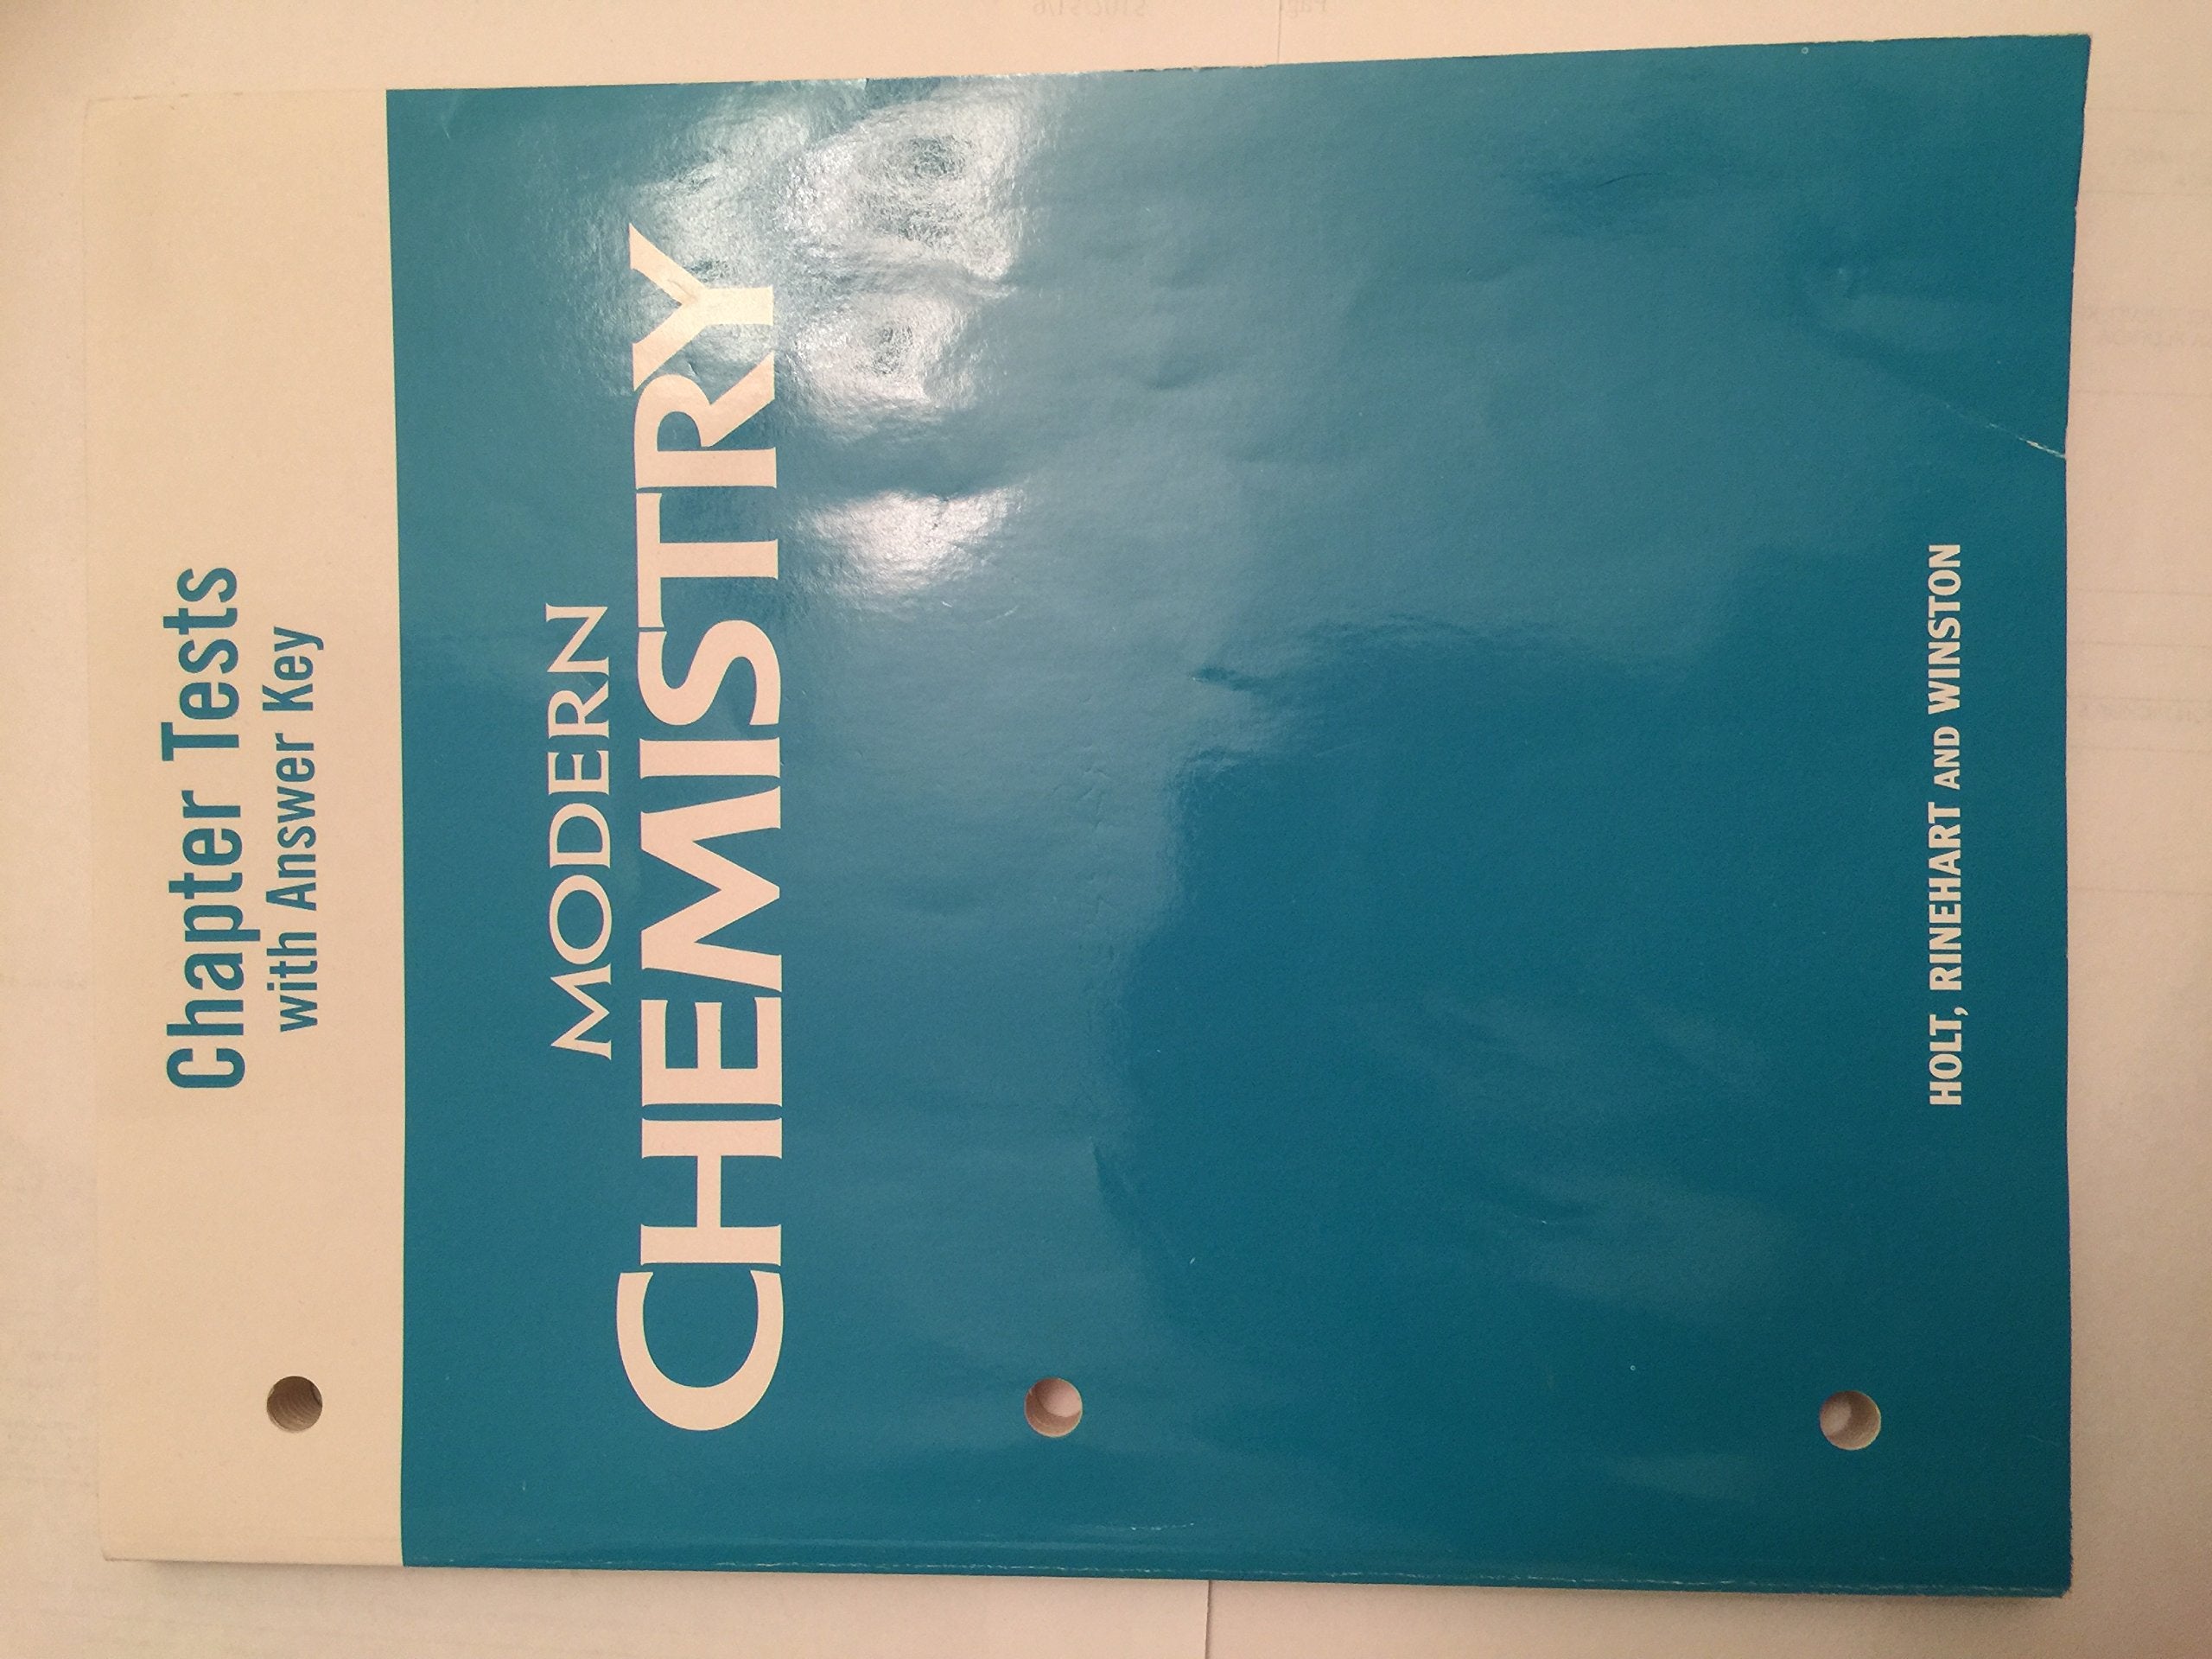 Chapter Tests
with Answer Key
MODERN
CHEMISTRY
HOLT, RINEHART AND WINSTON